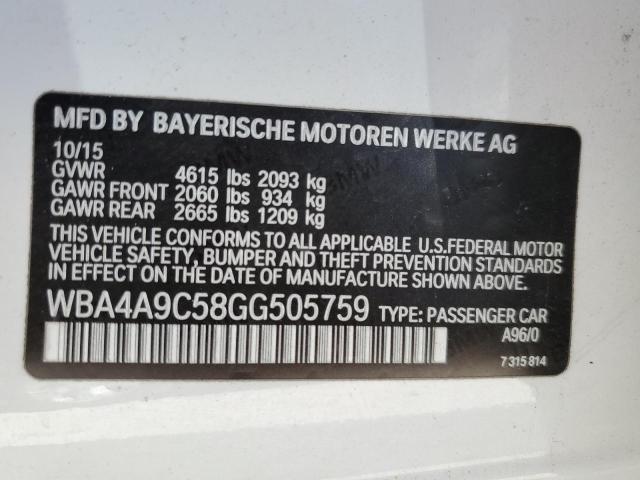 MFD BY BAYERISCHE MOTOREN WERKE AG
10/15
GVWR 4615 lbs 2093 kg
GAWR FRONT 2060 lbs 934 kg
GAWR REAR 2665 lbs 1209 kg
THIS VEHICLE CONFORMS TO ALL APPLICABLE U.S.FEDERAL MOTOR
VEHICLE SAFETY, BUMPER AND THEFT PREVENTION STANDARDS
IN EFFECT ON THE DATE OF MANUFACTURE SHOWN ABOVE.
WBA4A9C58GG505759 TYPE: PASSENGER CAR
A96/0
7 315 814